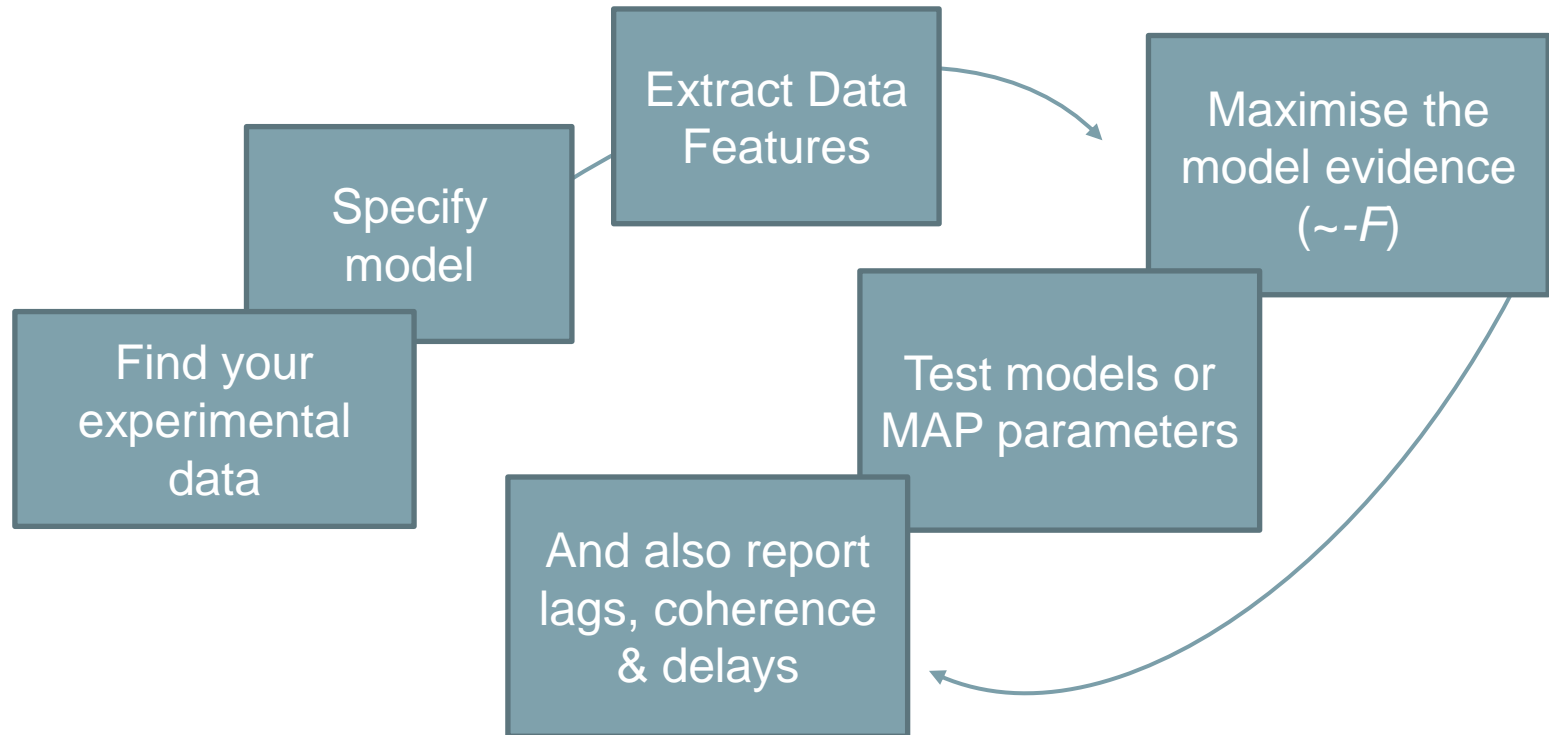 Find your
experimental
data
Specify
model
Extract Data
Features
Maximise the
model evidence
(~-F)
Test models or
MAP parameters
And also report
lags, coherence
& delays